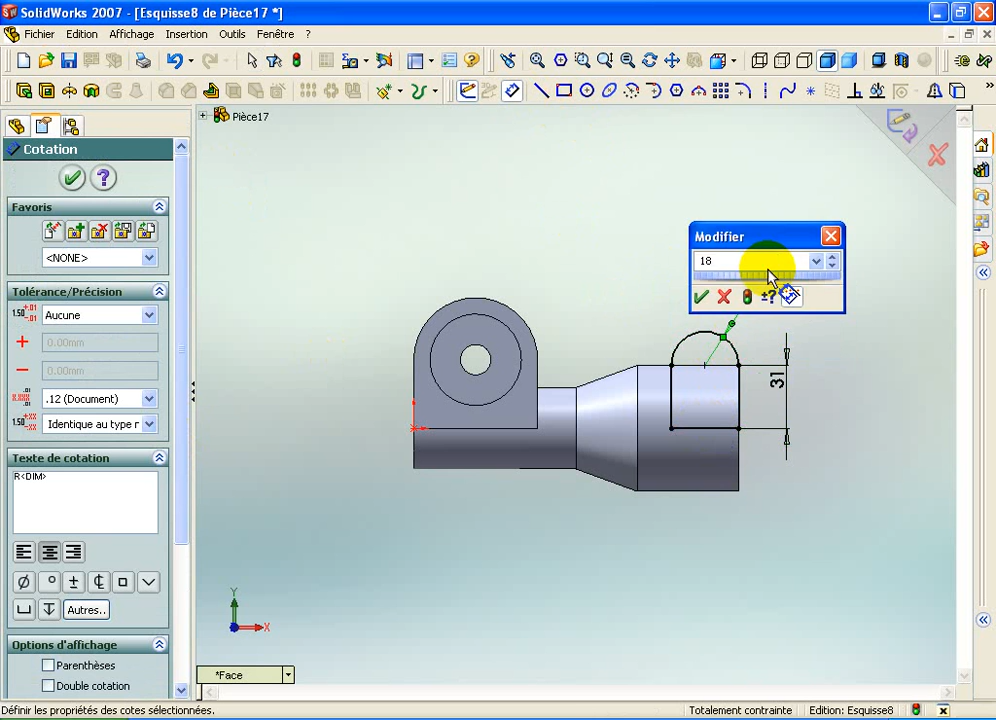 SolidWorks 2007 - [Esquisse8 de Pièce17 *]
Fichier Edition Affichage Insertion Outils Fenêtre ?
Pièce17
Cotation
Favoris
<NONE>
Tolérance/Précision
Aucune
0.00mm
0.00mm
.12 (Document)
Identique au type r
Texte de cotation
R<DIM>
Autres..
Options d'affichage
Parenthèses
Double cotation
Modifier
18
31
Y
X
*Face
Définir les propriétés des cotes sélectionnées.
Totalement contrainte
Edition: Esquisse8